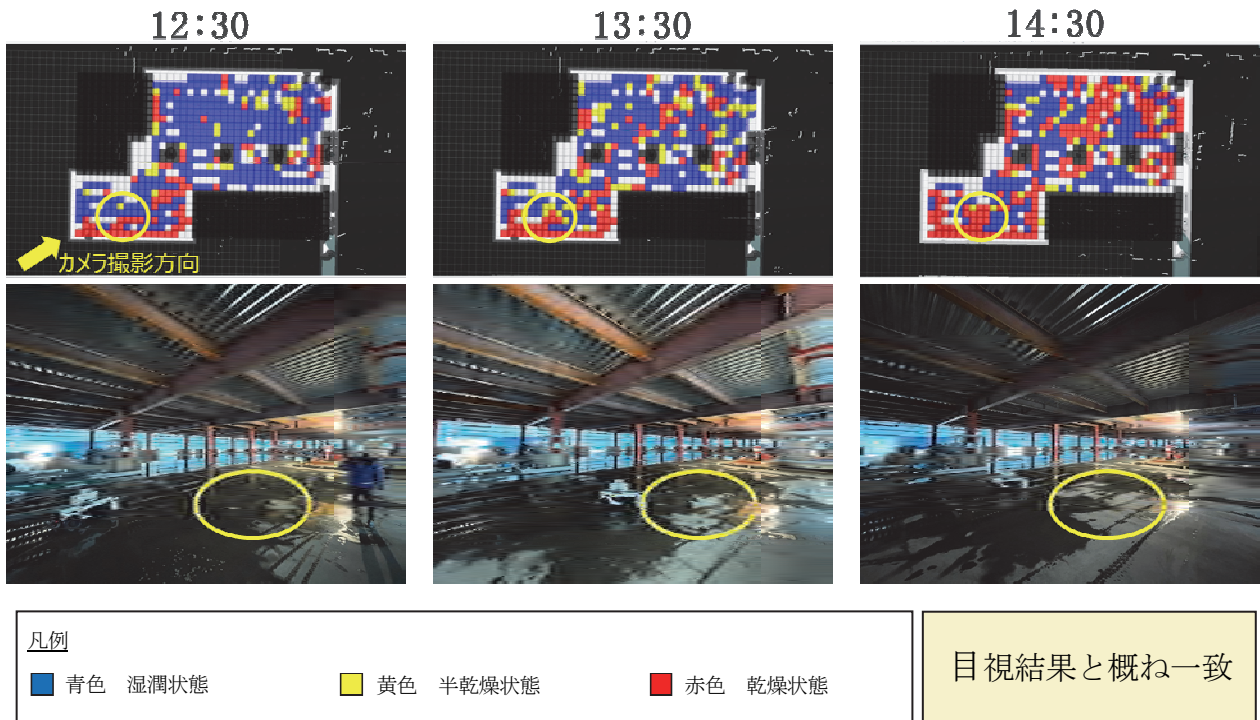 12:30
13:30
14:30
カメラ撮影方向
凡例
青色 湿潤状態
黄色 半乾燥状態
赤色 乾燥状態
目視結果と概ね一致